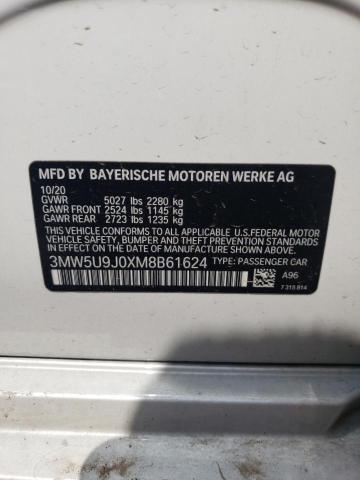 MFD BY BAYERISCHE MOTOREN WERKE AG
10/20
GVWR 5027 lbs 2280 kg
GAWR FRONT 2524 lbs 1145 kg
GAWR REAR 2723 lbs 1235 kg
THIS VEHICLE CONFORMS TO ALL APPLICABLE U.S.FEDERAL MOTOR
VEHICLE SAFETY, BUMPER AND THEFT PREVENTION STANDARDS IN
EFFECT ON THE DATE OF MANUFACTURE SHOWN ABOVE.
3MW5U9J0XM8B61624 TYPE: PASSENGER CAR
A96
7 315 814